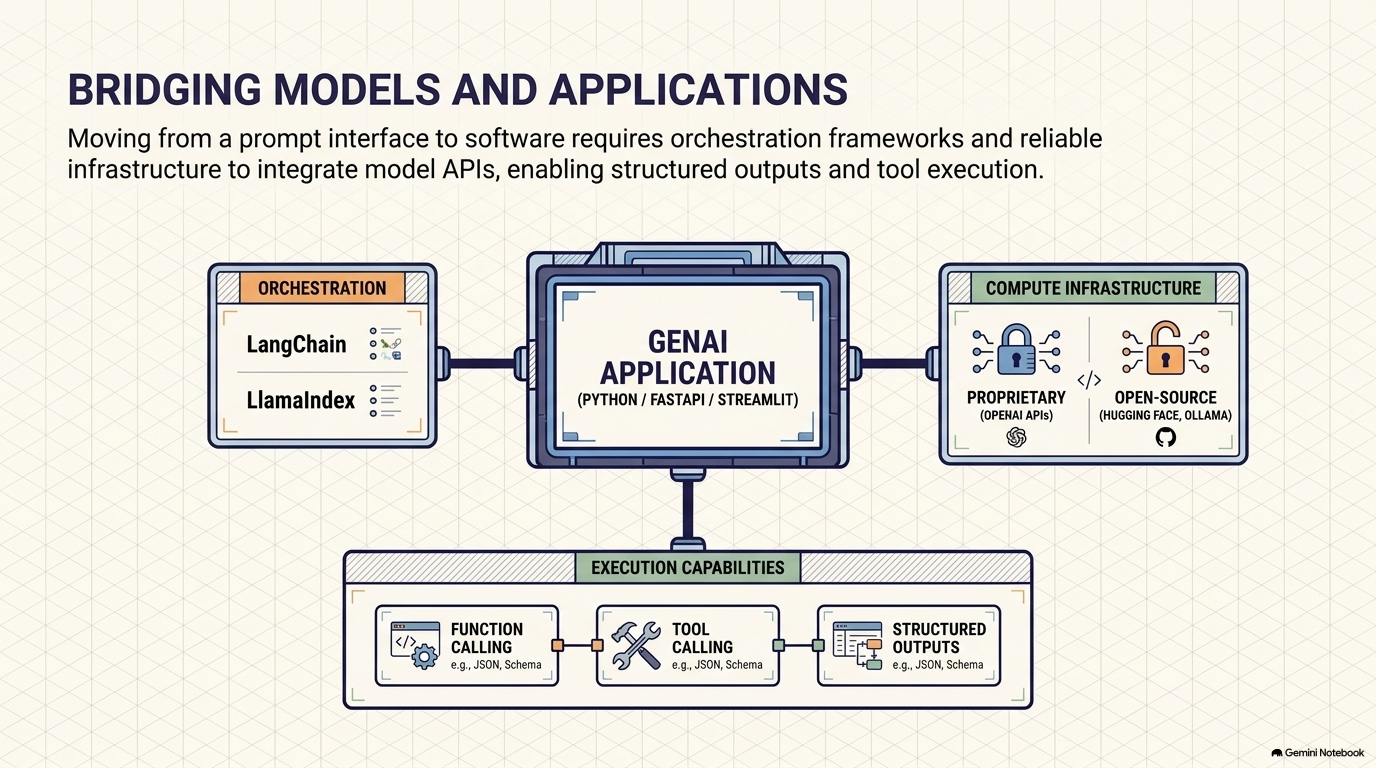 BRIDGING MODELS AND APPLICATIONS
Moving from a prompt interface to software requires orchestration frameworks and reliable
infrastructure to integrate model APIs, enabling structured outputs and tool execution.
ORCHESTRATION
LangChain
LlamaIndex
GENAI
APPLICATION
(PYTHON / FASTAPI / STREAMLIT)
COMPUTE INFRASTRUCTURE
</>
PROPRIETARY
(OPENAI APIs)
OPEN-SOURCE
(HUGGING FACE, OLLAMA)
EXECUTION CAPABILITIES
</>
FUNCTION
CALLING
e.g., JSON, Schema
TOOL
CALLING
e.g., JSON, Schema
STRUCTURED
OUTPUTS
e.g., JSON, Schema
Gemini Notebook